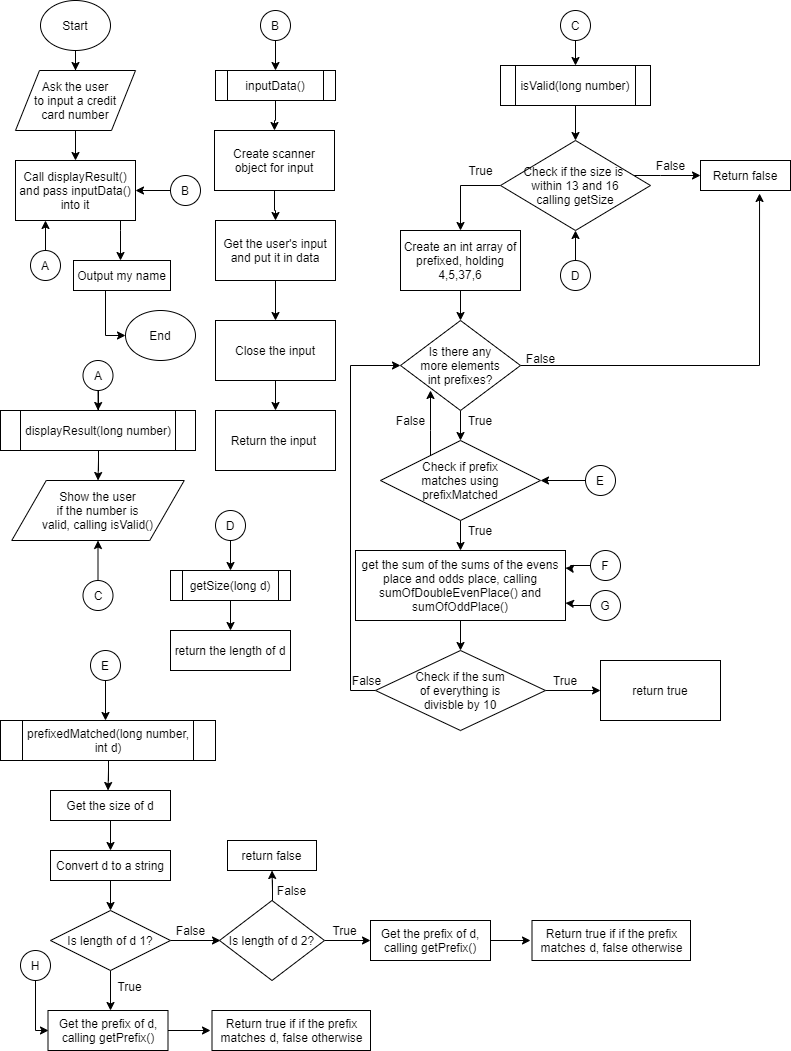 Start
Ask the user
to input a credit
card number
Call displayResult()
and pass inputData()
into it
B
A
Output my name
End
A
displayResult(long number)
Show the user
if the number is
valid, calling isValid()
C
B
inputData()
Create scanner
object for input
Get the user's input
and put it in data
Close the input
Return the input
C
isValid(long number)
Check if the size is
within 13 and 16
calling getSize
True
False
Return false
D
Create an int array of
prefixed, holding
4,5,37,6
Is there any
more elements
int prefixes?
False
False
True
Check if prefix
matches using
prefixMatched
E
True
get the sum of the sums of the evens
place and odds place, calling
sumOfDoubleEvenPlace() and
sumOfOddPlace()
F
G
Check if the sum
of everything is
divisble by 10
False
True
return true
D
getSize(long d)
return the length of d
E
prefixedMatched(long number,
int d)
Get the size of d
Convert d to a string
Is length of d 1?
False
Is length of d 2?
False
return false
True
Get the prefix of d,
calling getPrefix()
Return true if if the prefix
matches d, false otherwise
H
True
Get the prefix of d,
calling getPrefix()
Return true if if the prefix
matches d, false otherwise